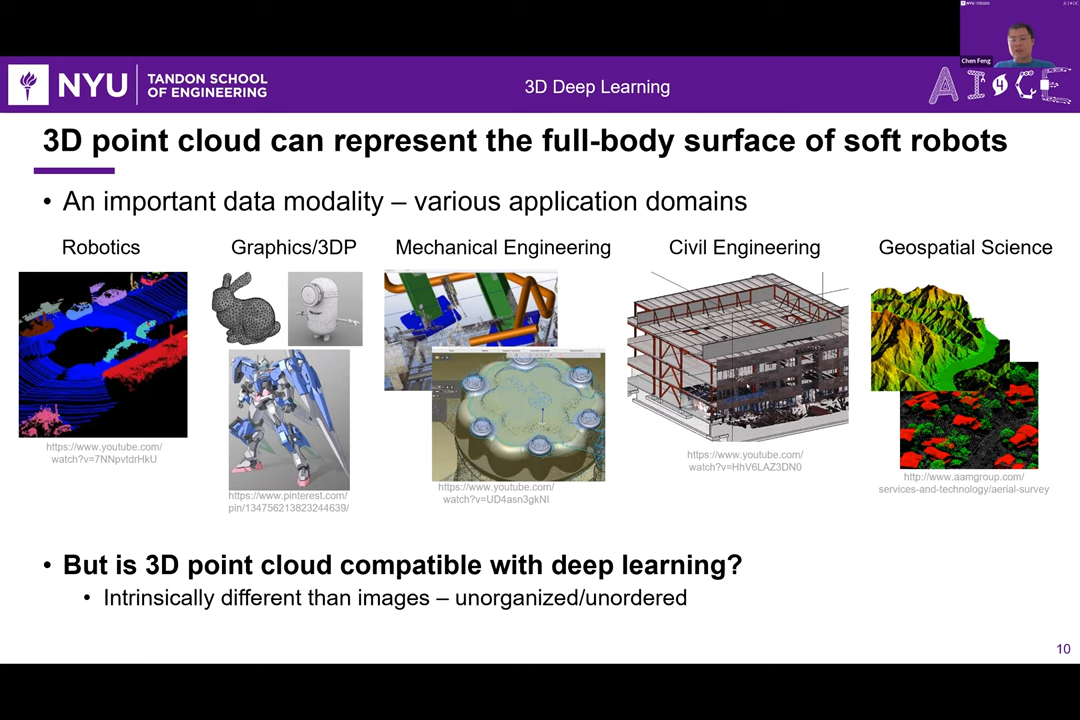 NYU
Chen Feng
NYU
TANDON SCHOOL
OF ENGINEERING
3D Deep Learning
AI4CE
3D point cloud can represent the full-body surface of soft robots
• An important data modality – various application domains
Robotics
Graphics/3DP
Mechanical Engineering
Civil Engineering
Geospatial Science
https://www.youtube.com/
watch?v=7NNpvtdrHkU
https://www.pinterest.com/
pin/134756213823244639/
https://www.youtube.com/
watch?v=UD4asn3gkNI
https://www.youtube.com/
watch?v=HhV6LAZ3DN0
http://www.aamgroup.com/
services-and-technology/aerial-survey
• But is 3D point cloud compatible with deep learning?
• Intrinsically different than images – unorganized/unordered
10